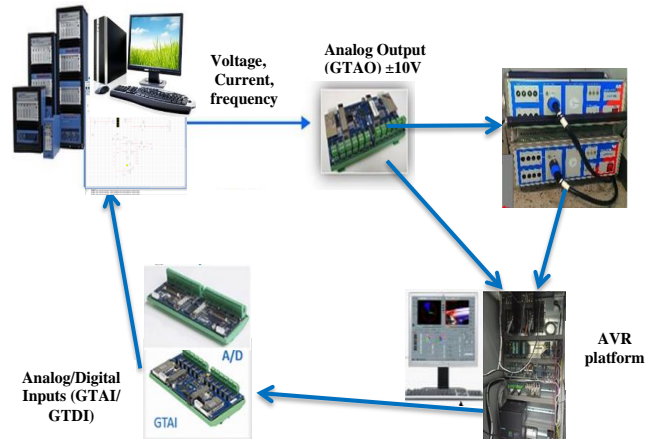 Voltage,
Current,
frequency
Analog Output
(GTAO) ±10V
AVR
platform
A/D
GTAI
Analog/Digital
Inputs (GTAI/
GTDI)